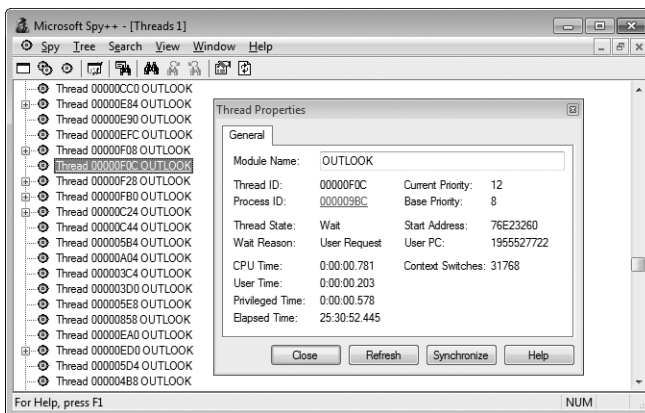 Microsoft Spy++ - [Threads 1]
Spy Tree Search View Window Help
Thread 00000CC0 OUTLOOK
Thread 00000E84 OUTLOOK
Thread 00000E90 OUTLOOK
Thread 00000EFC OUTLOOK
Thread 00000F08 OUTLOOK
Thread 00000F0C OUTLOOK
Thread 00000F28 OUTLOOK
Thread 00000FB0 OUTLOOK
Thread 00000C24 OUTLOOK
Thread 00000C44 OUTLOOK
Thread 000005B4 OUTLOOK
Thread 00000A04 OUTLOOK
Thread 000003C4 OUTLOOK
Thread 000003D0 OUTLOOK
Thread 000005E8 OUTLOOK
Thread 00000858 OUTLOOK
Thread 00000EA0 OUTLOOK
Thread 00000ED0 OUTLOOK
Thread 000005D4 OUTLOOK
Thread 000004B8 OUTLOOK
Thread Properties
General
Module Name: OUTLOOK
Thread ID: 00000F0C Current Priority: 12
Process ID: 000009BC Base Priority: 8
Thread State: Wait Start Address: 76E23260
Wait Reason: User Request User PC: 1955527722
CPU Time: 0:00:00.781 Context Switches: 31768
User Time: 0:00:00.203
Privileged Time: 0:00:00.578
Elapsed Time: 25:30:52.445
Close Refresh Synchronize Help
For Help, press F1 NUM